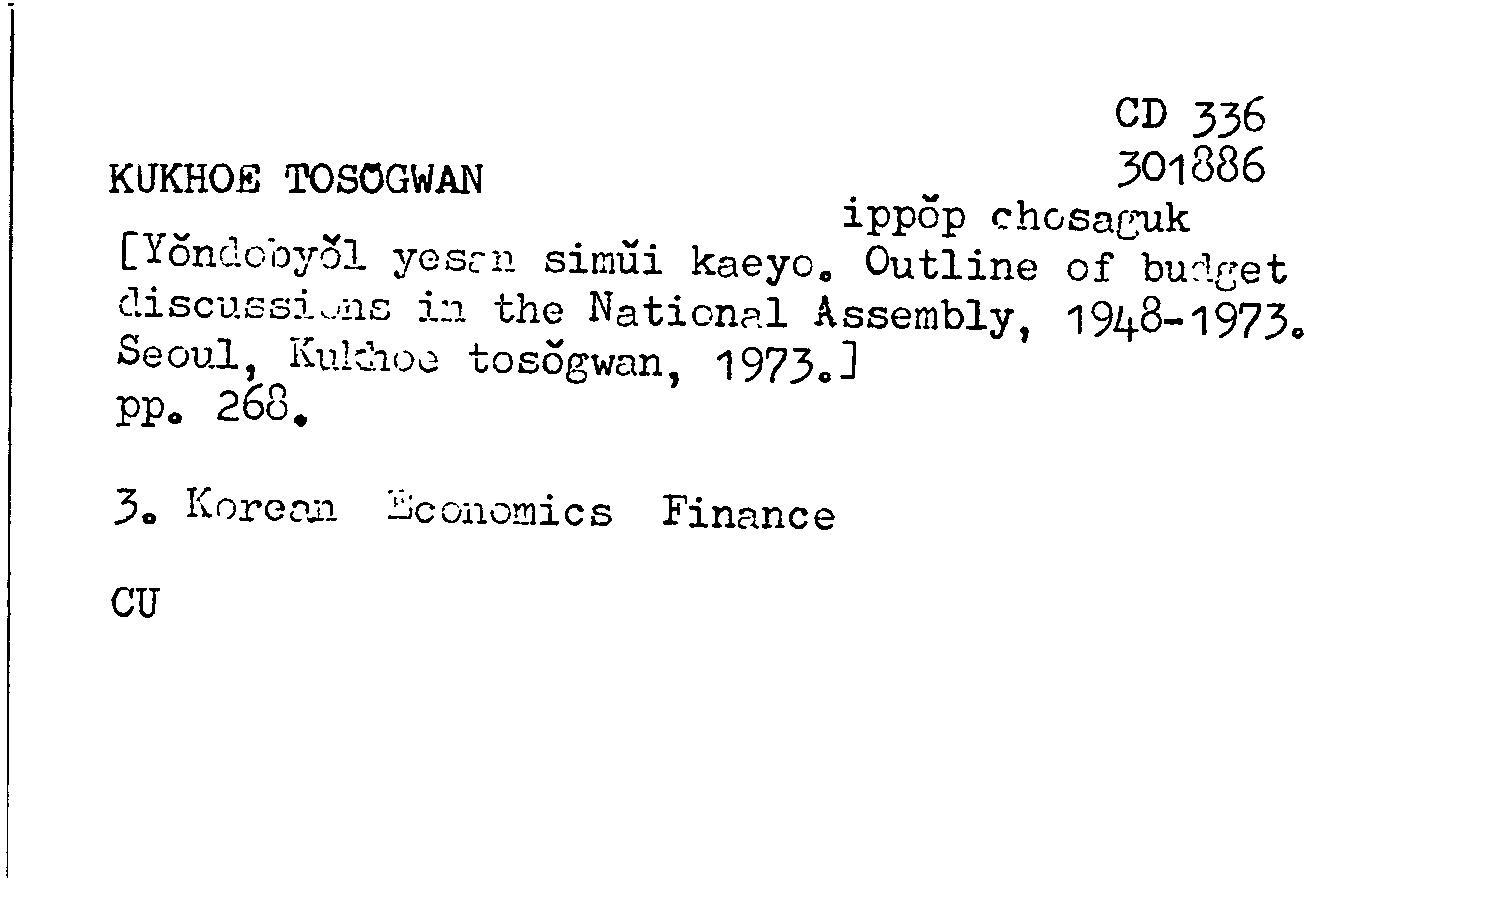 CD 336
301886
KUKHOE TOSŎGWAN
ippŏp chosaguk
[Yŏndobyŏl yesan simŭi kaeyo. Outline of budget
discussions in the National Assembly, 1948-1973.
Seoul, Kukhoe tosŏgwan, 1973.]
pp. 268.
3. Korean Economics Finance
CU